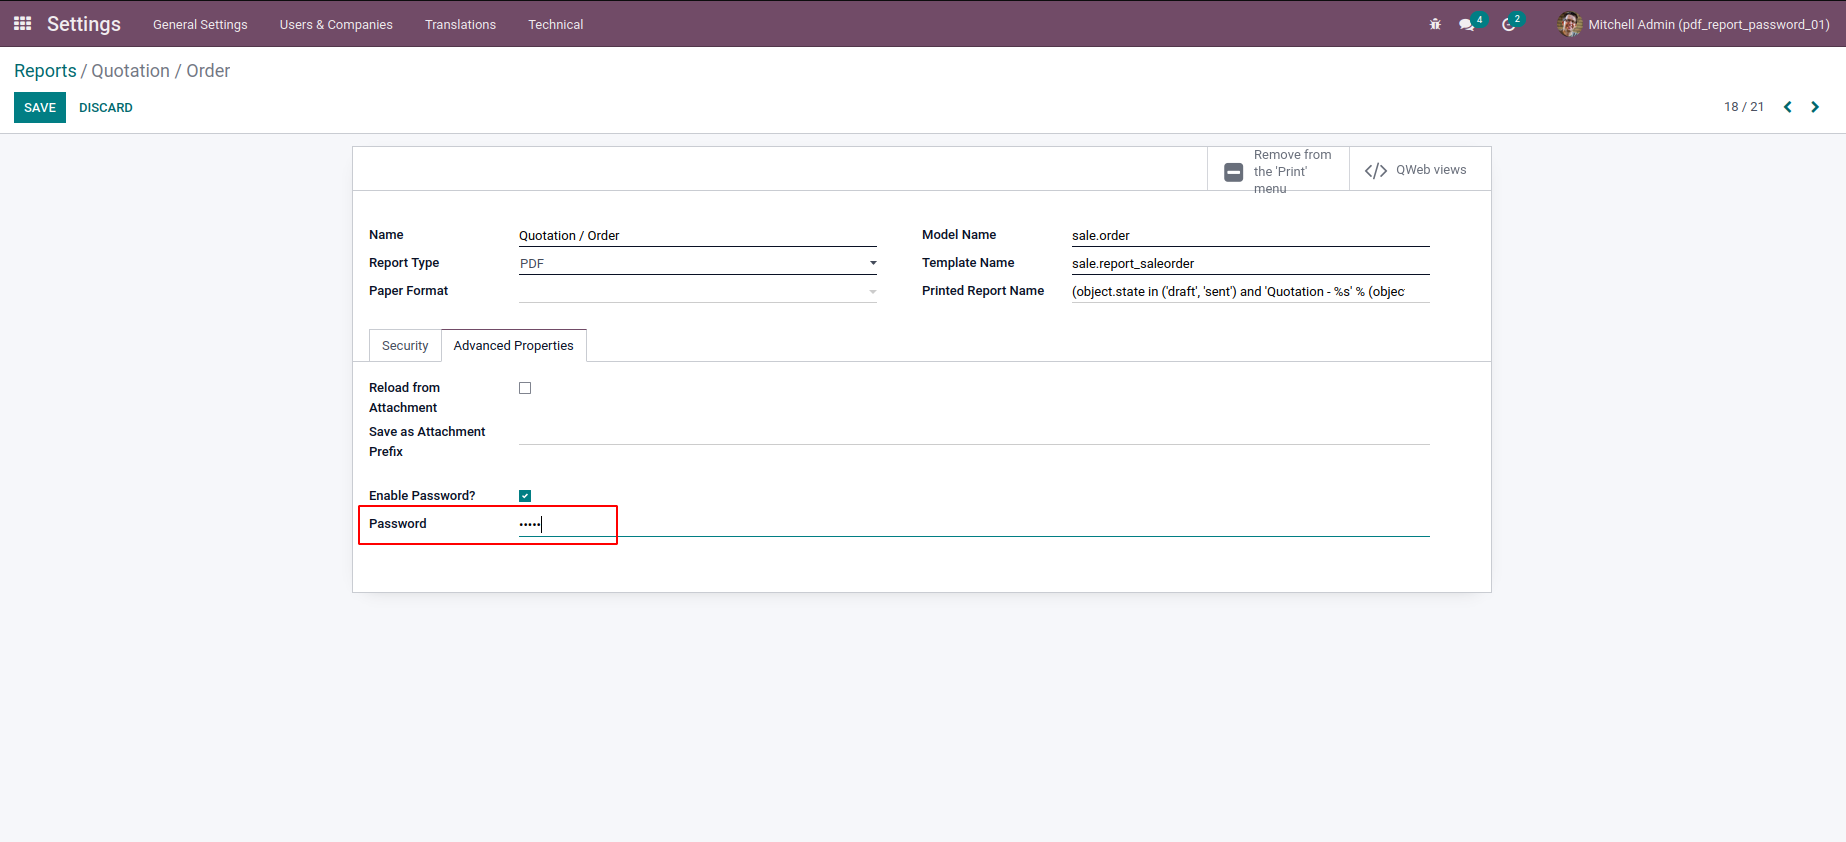 Settings General Settings Users & Companies Translations Technical 4 2 Mitchell Admin (pdf_report_password_01)
Reports / Quotation / Order
SAVE DISCARD 18 / 21
Remove from
the 'Print'
menu
QWeb views
Name Quotation / Order Model Name sale.order
Report Type PDF Template Name sale.report_saleorder
Paper Format Printed Report Name (object.state in ('draft', 'sent') and 'Quotation - %s' % (objec
Security Advanced Properties
Reload from
Attachment
Save as Attachment
Prefix
Enable Password?
Password •••••